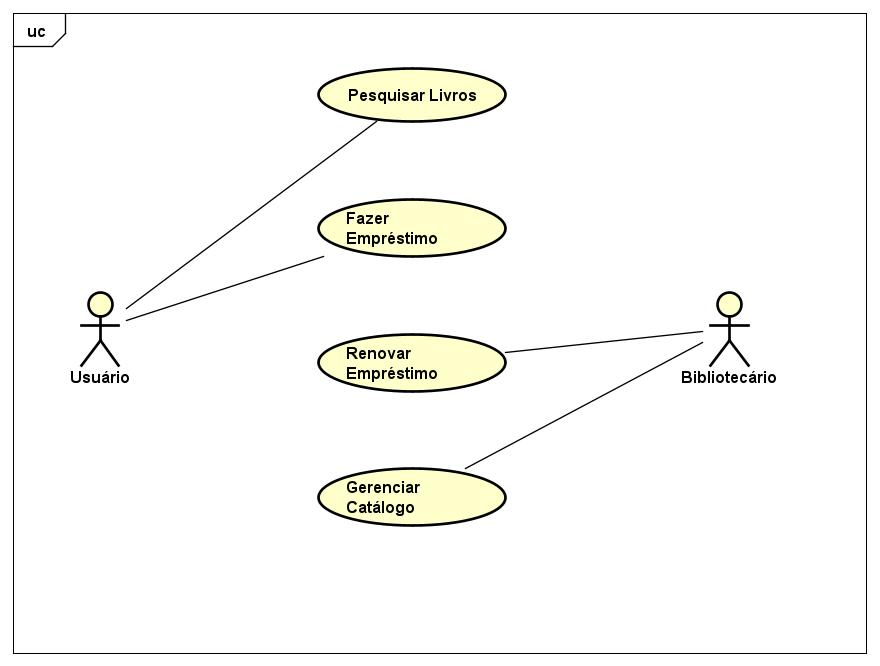 uc
Pesquisar Livros
Fazer
Empréstimo
Renovar
Empréstimo
Usuário
Bibliotecário
Gerenciar
Catálogo